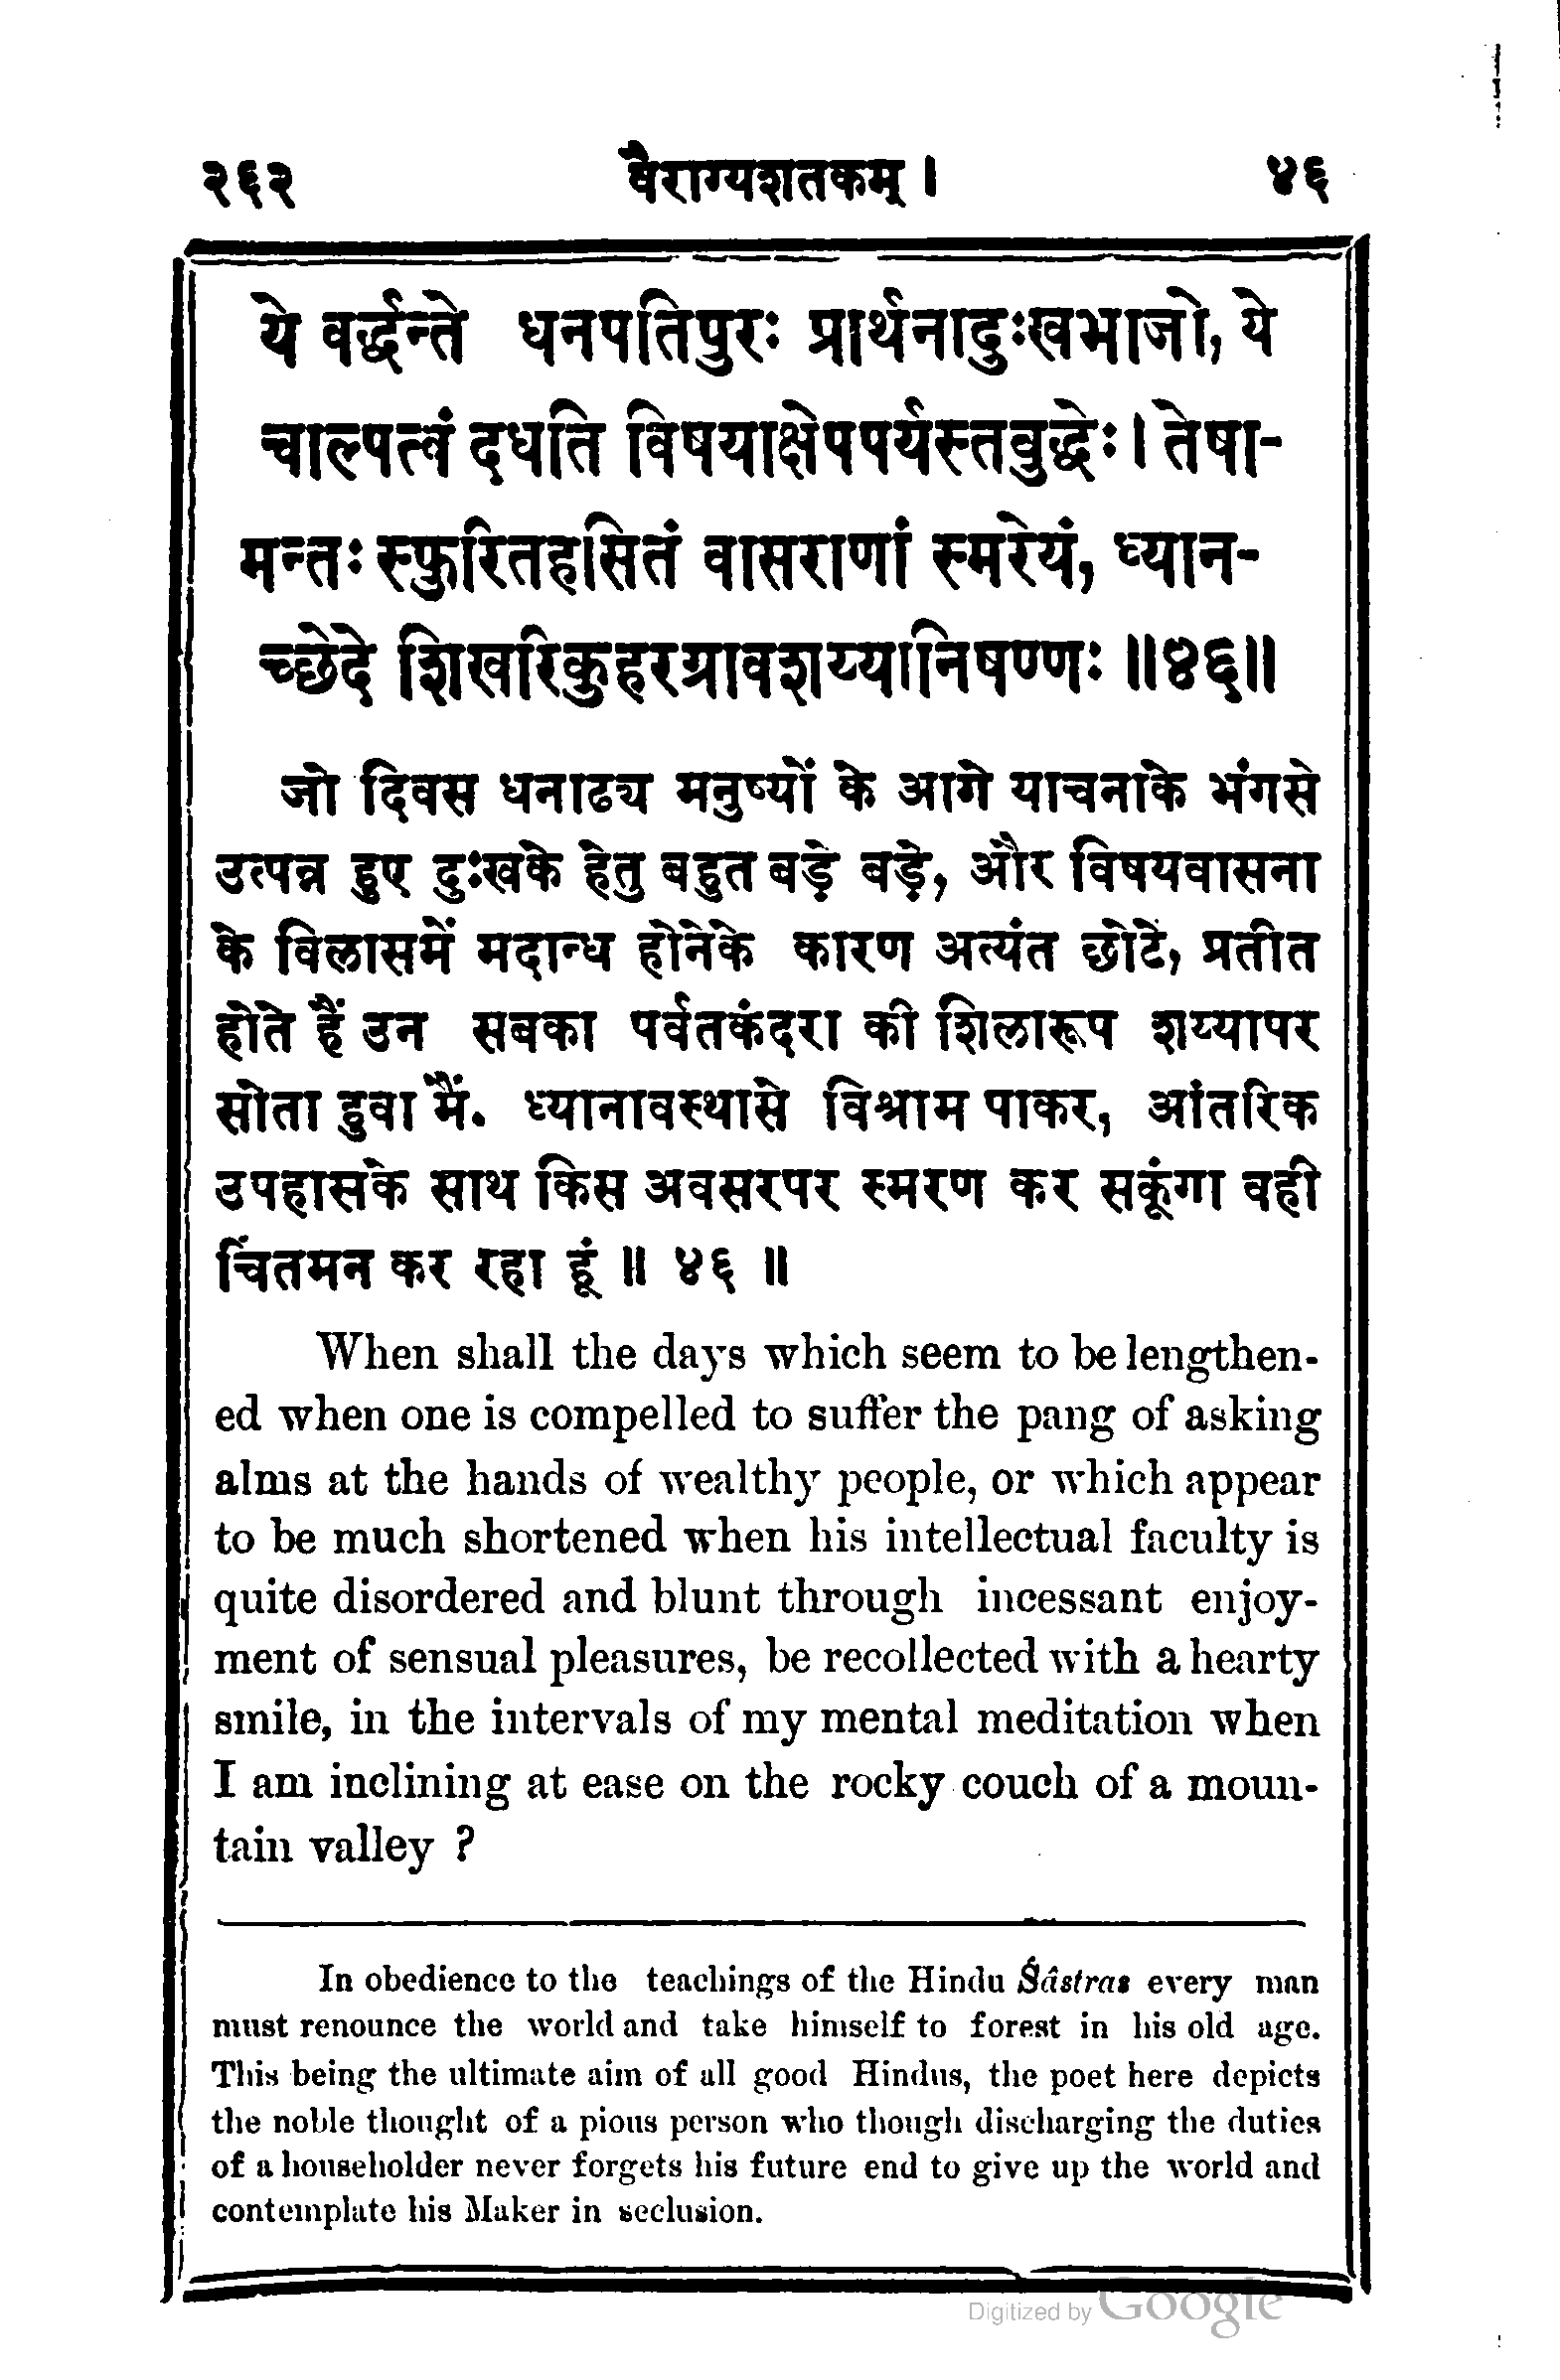 २६२ वैराग्यशतकम् । ४६
ये वर्द्धन्ते धनपतिपुरः प्रार्थनादुःखभाजो, ये
चाल्पत्वं दधति विषयाक्षेपपर्यस्तबुद्धेः। तेषा-
मन्तः स्फुरितहसितं वासराणां स्मरेयं, ध्यान-
च्छेदे शिखरिकुहरग्रावशय्यानिषण्णः ॥४६॥
जो दिवस धनाढ्य मनुष्यों के आगे याचनाके भंगसे
उत्पन्न हुए दुःखके हेतु बहुत बड़े बड़े, और विषयवासना
के विलासमें मदान्ध होनेके कारण अत्यंत छोटे, प्रतीत
होते हैं उन सबका पर्वतकंदरा की शिलारूप शय्यापर
सोता हुवा मैं. ध्यानावस्थासे विश्राम पाकर, आंतरिक
उपहासके साथ किस अवसरपर स्मरण कर सकूंगा वही
चिंतमन कर रहा हूं ॥ ४६ ॥
When shall the days which seem to be lengthen-
ed when one is compelled to suffer the pang of asking
alms at the hands of wealthy people, or which appear
to be much shortened when his intellectual faculty is
quite disordered and blunt through incessant enjoy-
ment of sensual pleasures, be recollected with a hearty
smile, in the intervals of my mental meditation when
I am inclining at ease on the rocky couch of a moun-
tain valley ?
In obedience to the teachings of the Hindu Śâstras every man
must renounce the world and take himself to forest in his old age.
This being the ultimate aim of all good Hindus, the poet here depicts
the noble thought of a pious person who though discharging the duties
of a householder never forgets his future end to give up the world and
contemplate his Maker in seclusion.
Digitized by Google